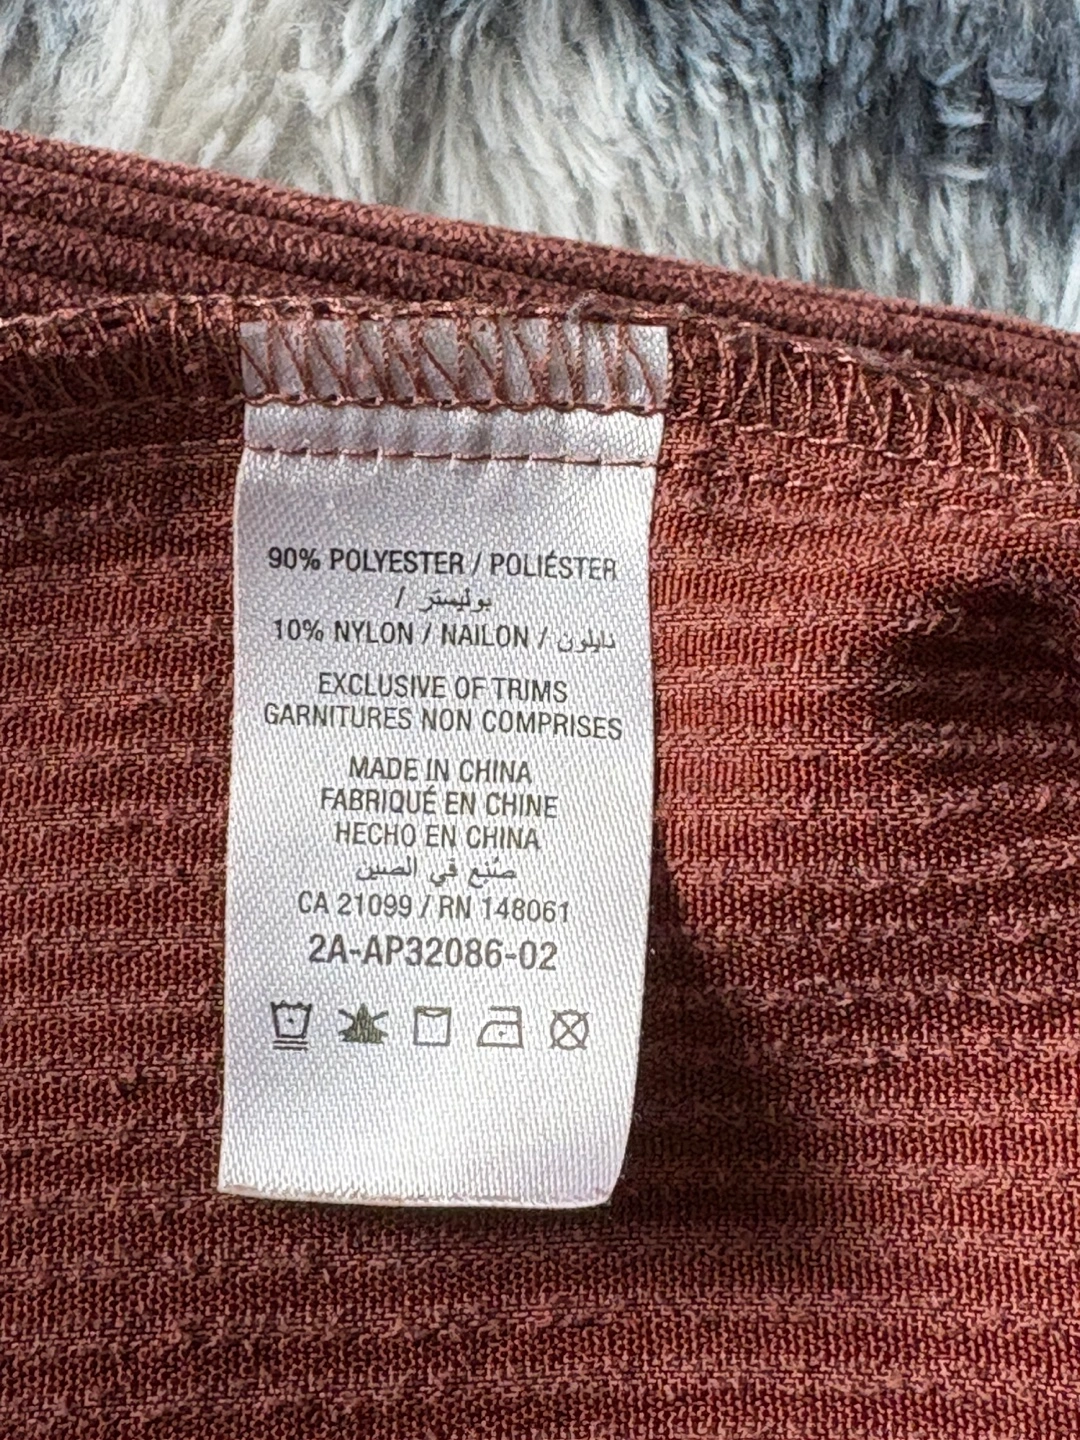 90% POLYESTER / POLIÉSTER
/ بوليستر
10% NYLON / NAILON / نايلون
EXCLUSIVE OF TRIMS
GARNITURES NON COMPRISES
MADE IN CHINA
FABRIQUÉ EN CHINE
HECHO EN CHINA
صُنع في الصين
CA 21099 / RN 148061
2A-AP32086-02